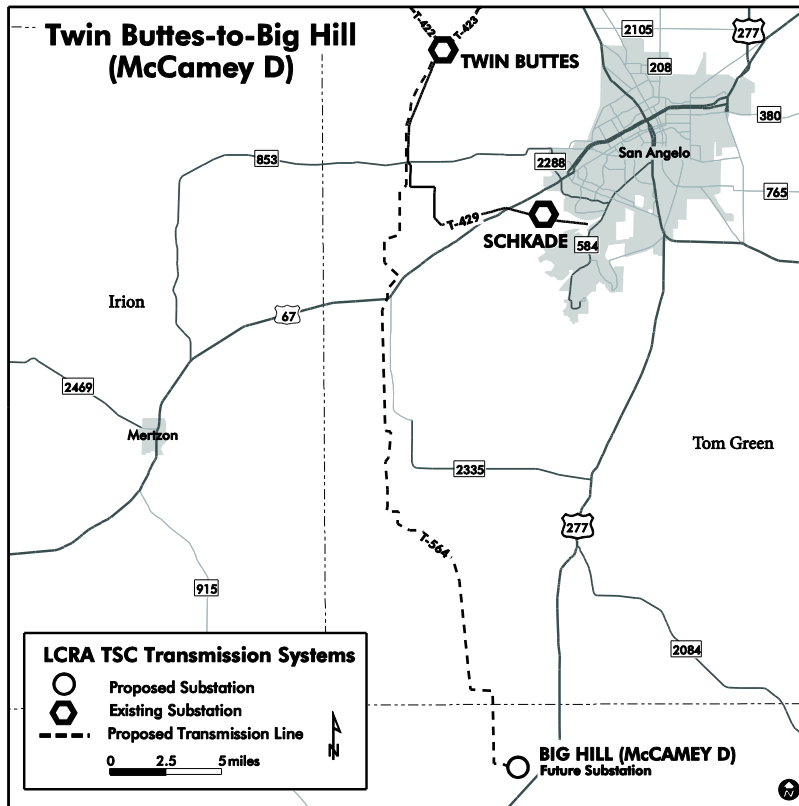 Twin Buttes-to-Big Hill
(McCamey D)
T-422
T-423
TWIN BUTTES
2105
277
208
380
San Angelo
853
2288
765
T-429
SCHKADE
584
Irion
67
2469
Mertzon
Tom Green
2335
277
T-564
915
2084
LCRA TSC Transmission Systems
Proposed Substation
Existing Substation
Proposed Transmission Line
N
0 2.5 5 miles
BIG HILL (McCAMEY D)
Future Substation
N